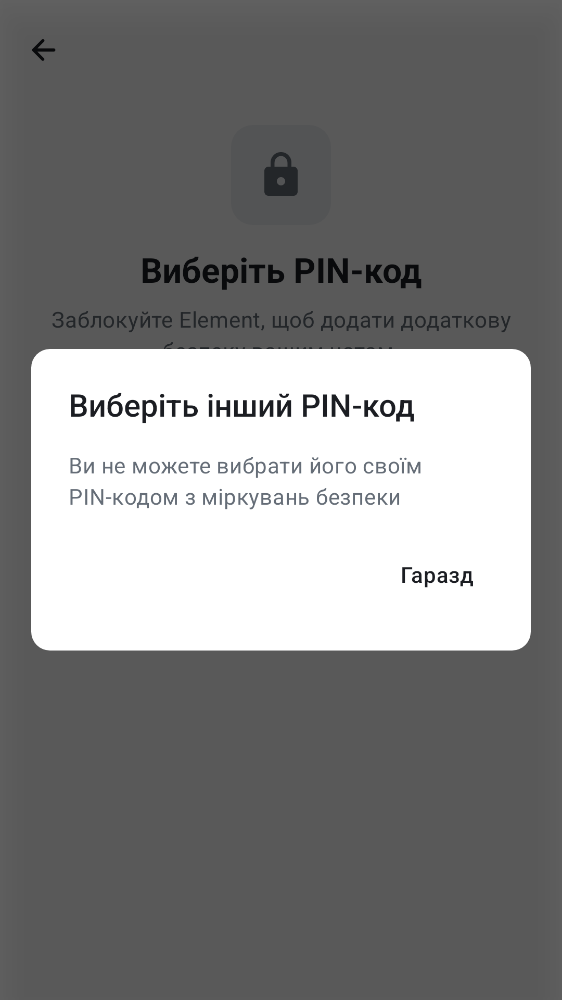 Виберіть PIN-код
Заблокуйте Element, щоб додати додаткову
Виберіть інший PIN-код
Ви не можете вибрати його своїм
PIN-кодом з міркувань безпеки
Гаразд